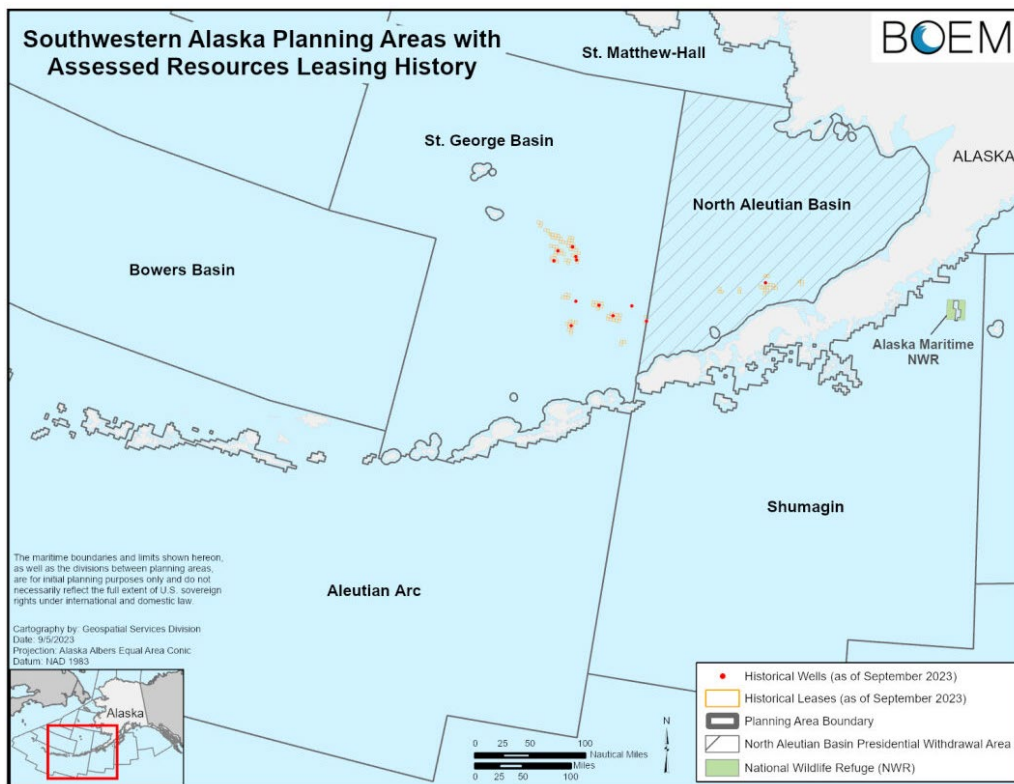 Southwestern Alaska Planning Areas with
Assessed Resources Leasing History
St. Matthew-Hall
BOEM
St. George Basin
ALASKA
North Aleutian Basin
Bowers Basin
Alaska Maritime
NWR
Shumagin
Aleutian Arc
The maritime boundaries and limits shown hereon,
as well as the divisions between planning areas,
are for initial planning purposes only and do not
necessarily reflect the full extent of U.S. sovereign
rights under international and domestic law.
Cartography by: Geospatial Services Division
Date: 9/5/2023
Projection: Alaska Albers Equal Area Conic
Datum: NAD 1983
Alaska
0 50 100
Nautical Miles
Miles
0 50 100
N
Historical Wells (as of September 2023)
Historical Leases (as of September 2023)
Planning Area Boundary
North Aleutian Basin Presidential Withdrawal Area
National Wildlife Refuge (NWR)